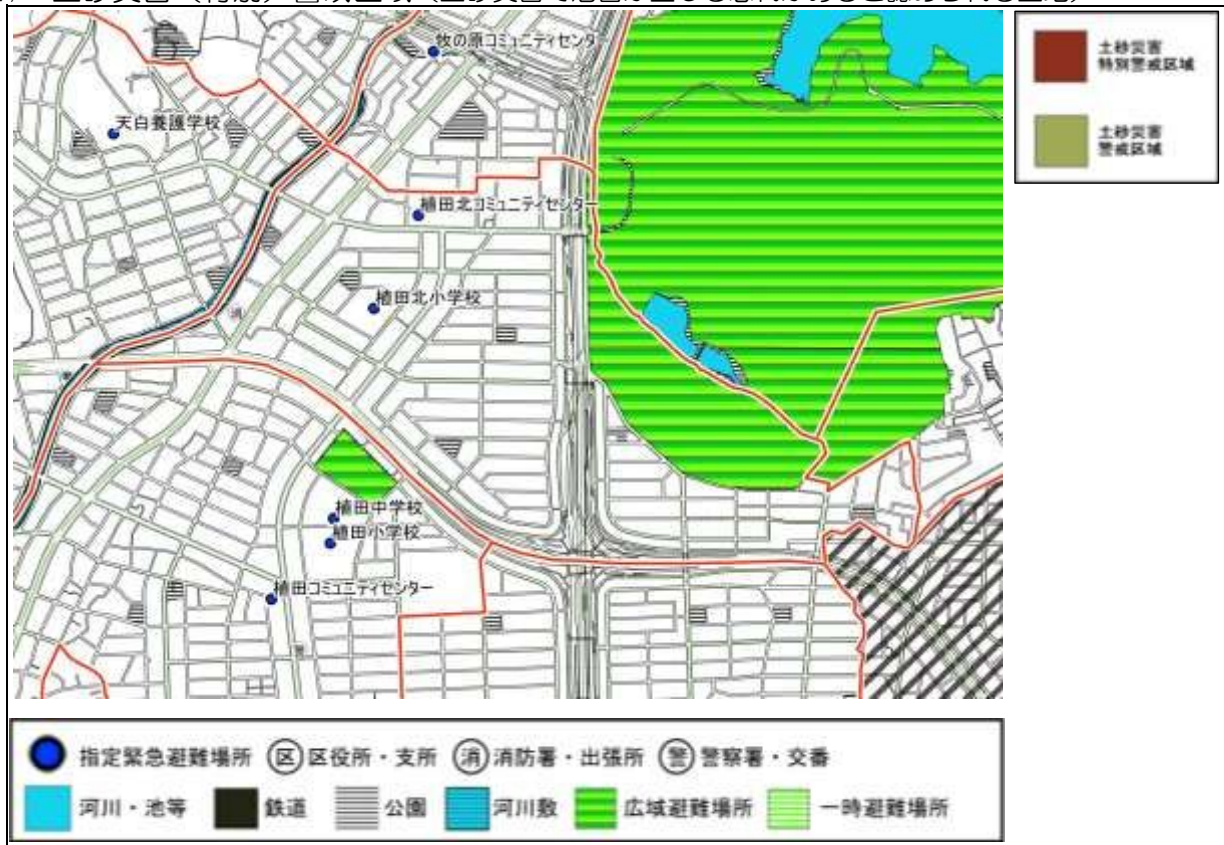 土砂災害
特別警戒区域
土砂災害
警戒区域
牧の原コミュニティセンタ
天白養護学校
植田北コミュニティセンター
植田北小学校
消
植田中学校
植田小学校
植田コミュニティセンター
指定緊急避難場所 区 区役所・支所 消 消防署・出張所 警 警察署・交番
河川・池等 鉄道 公園 河川敷 広域避難場所 一時避難場所